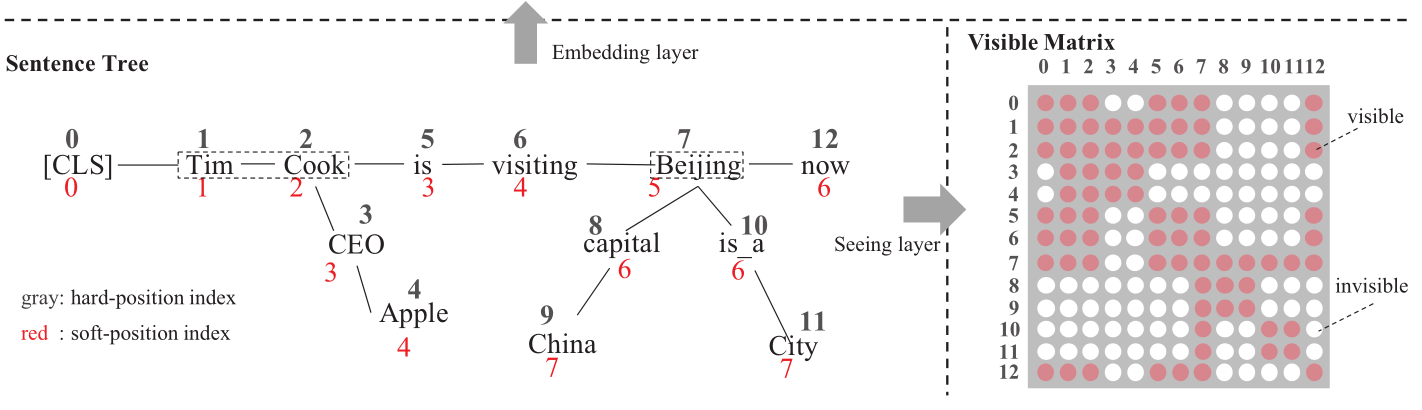 Embedding layer
Sentence Tree
0 1 2 5 6 7 12
[CLS] Tim Cook is visiting Beijing now
0 1 2 3 4 5 6
3 8 10
CEO capital is_a
3 6 6
4 9 11
Apple China City
4 7 7
gray: hard-position index
red : soft-position index
Seeing layer
Visible Matrix
0 1 2 3 4 5 6 7 8 9 10 11 12
0
1
2
3
4
5
6
7
8
9
10
11
12
visible
invisible